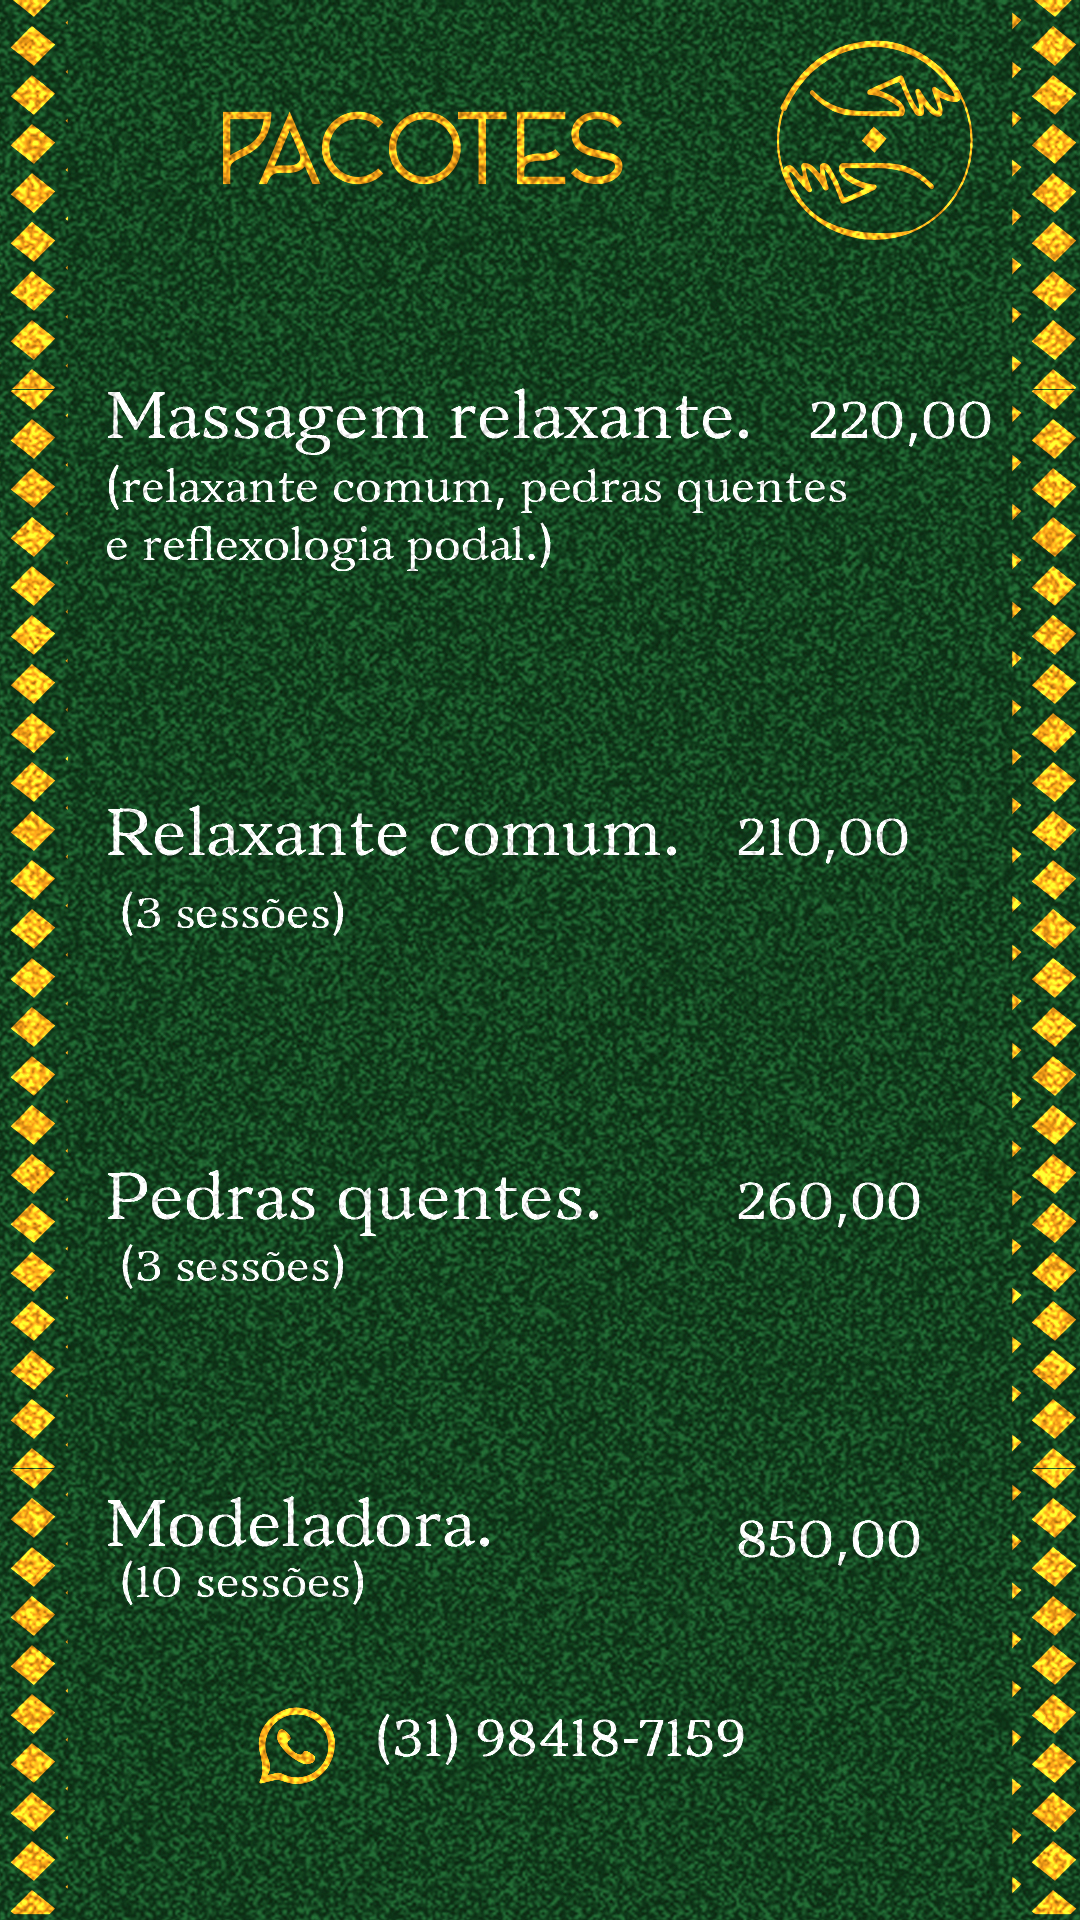 PACOTES
Massagem relaxante. 220,00
(relaxante comum, pedras quentes
e reflexologia podal.)
Relaxante comum. 210,00
(3 sessões)
Pedras quentes. 260,00
(3 sessões)
Modeladora. 850,00
(10 sessões)
(31) 98418-7159